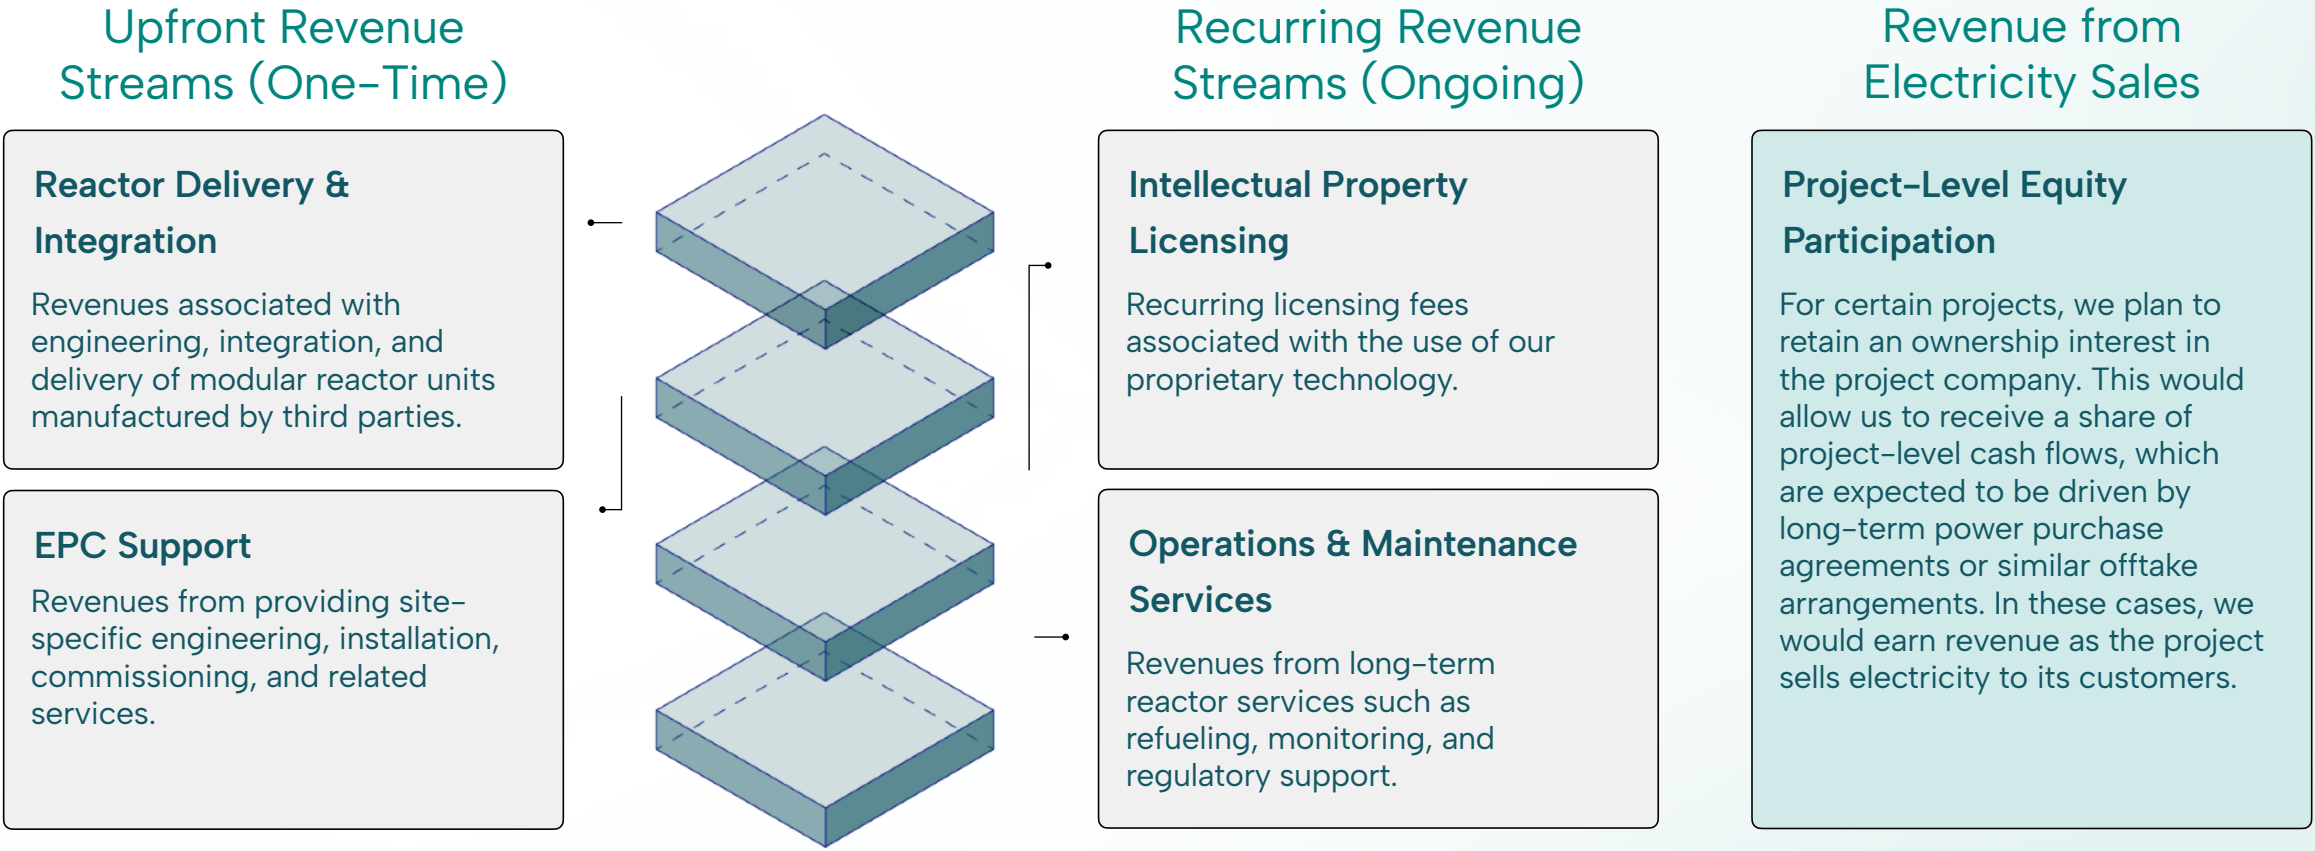 Upfront Revenue
Streams (One-Time)
Reactor Delivery &
Integration
Revenues associated with
engineering, integration, and
delivery of modular reactor units
manufactured by third parties.
EPC Support
Revenues from providing site-
specific engineering, installation,
commissioning, and related
services.
Recurring Revenue
Streams (Ongoing)
Intellectual Property
Licensing
Recurring licensing fees
associated with the use of our
proprietary technology.
Operations & Maintenance
Services
Revenues from long-term
reactor services such as
refueling, monitoring, and
regulatory support.
Revenue from
Electricity Sales
Project-Level Equity
Participation
For certain projects, we plan to
retain an ownership interest in
the project company. This would
allow us to receive a share of
project-level cash flows, which
are expected to be driven by
long-term power purchase
agreements or similar offtake
arrangements. In these cases, we
would earn revenue as the project
sells electricity to its customers.